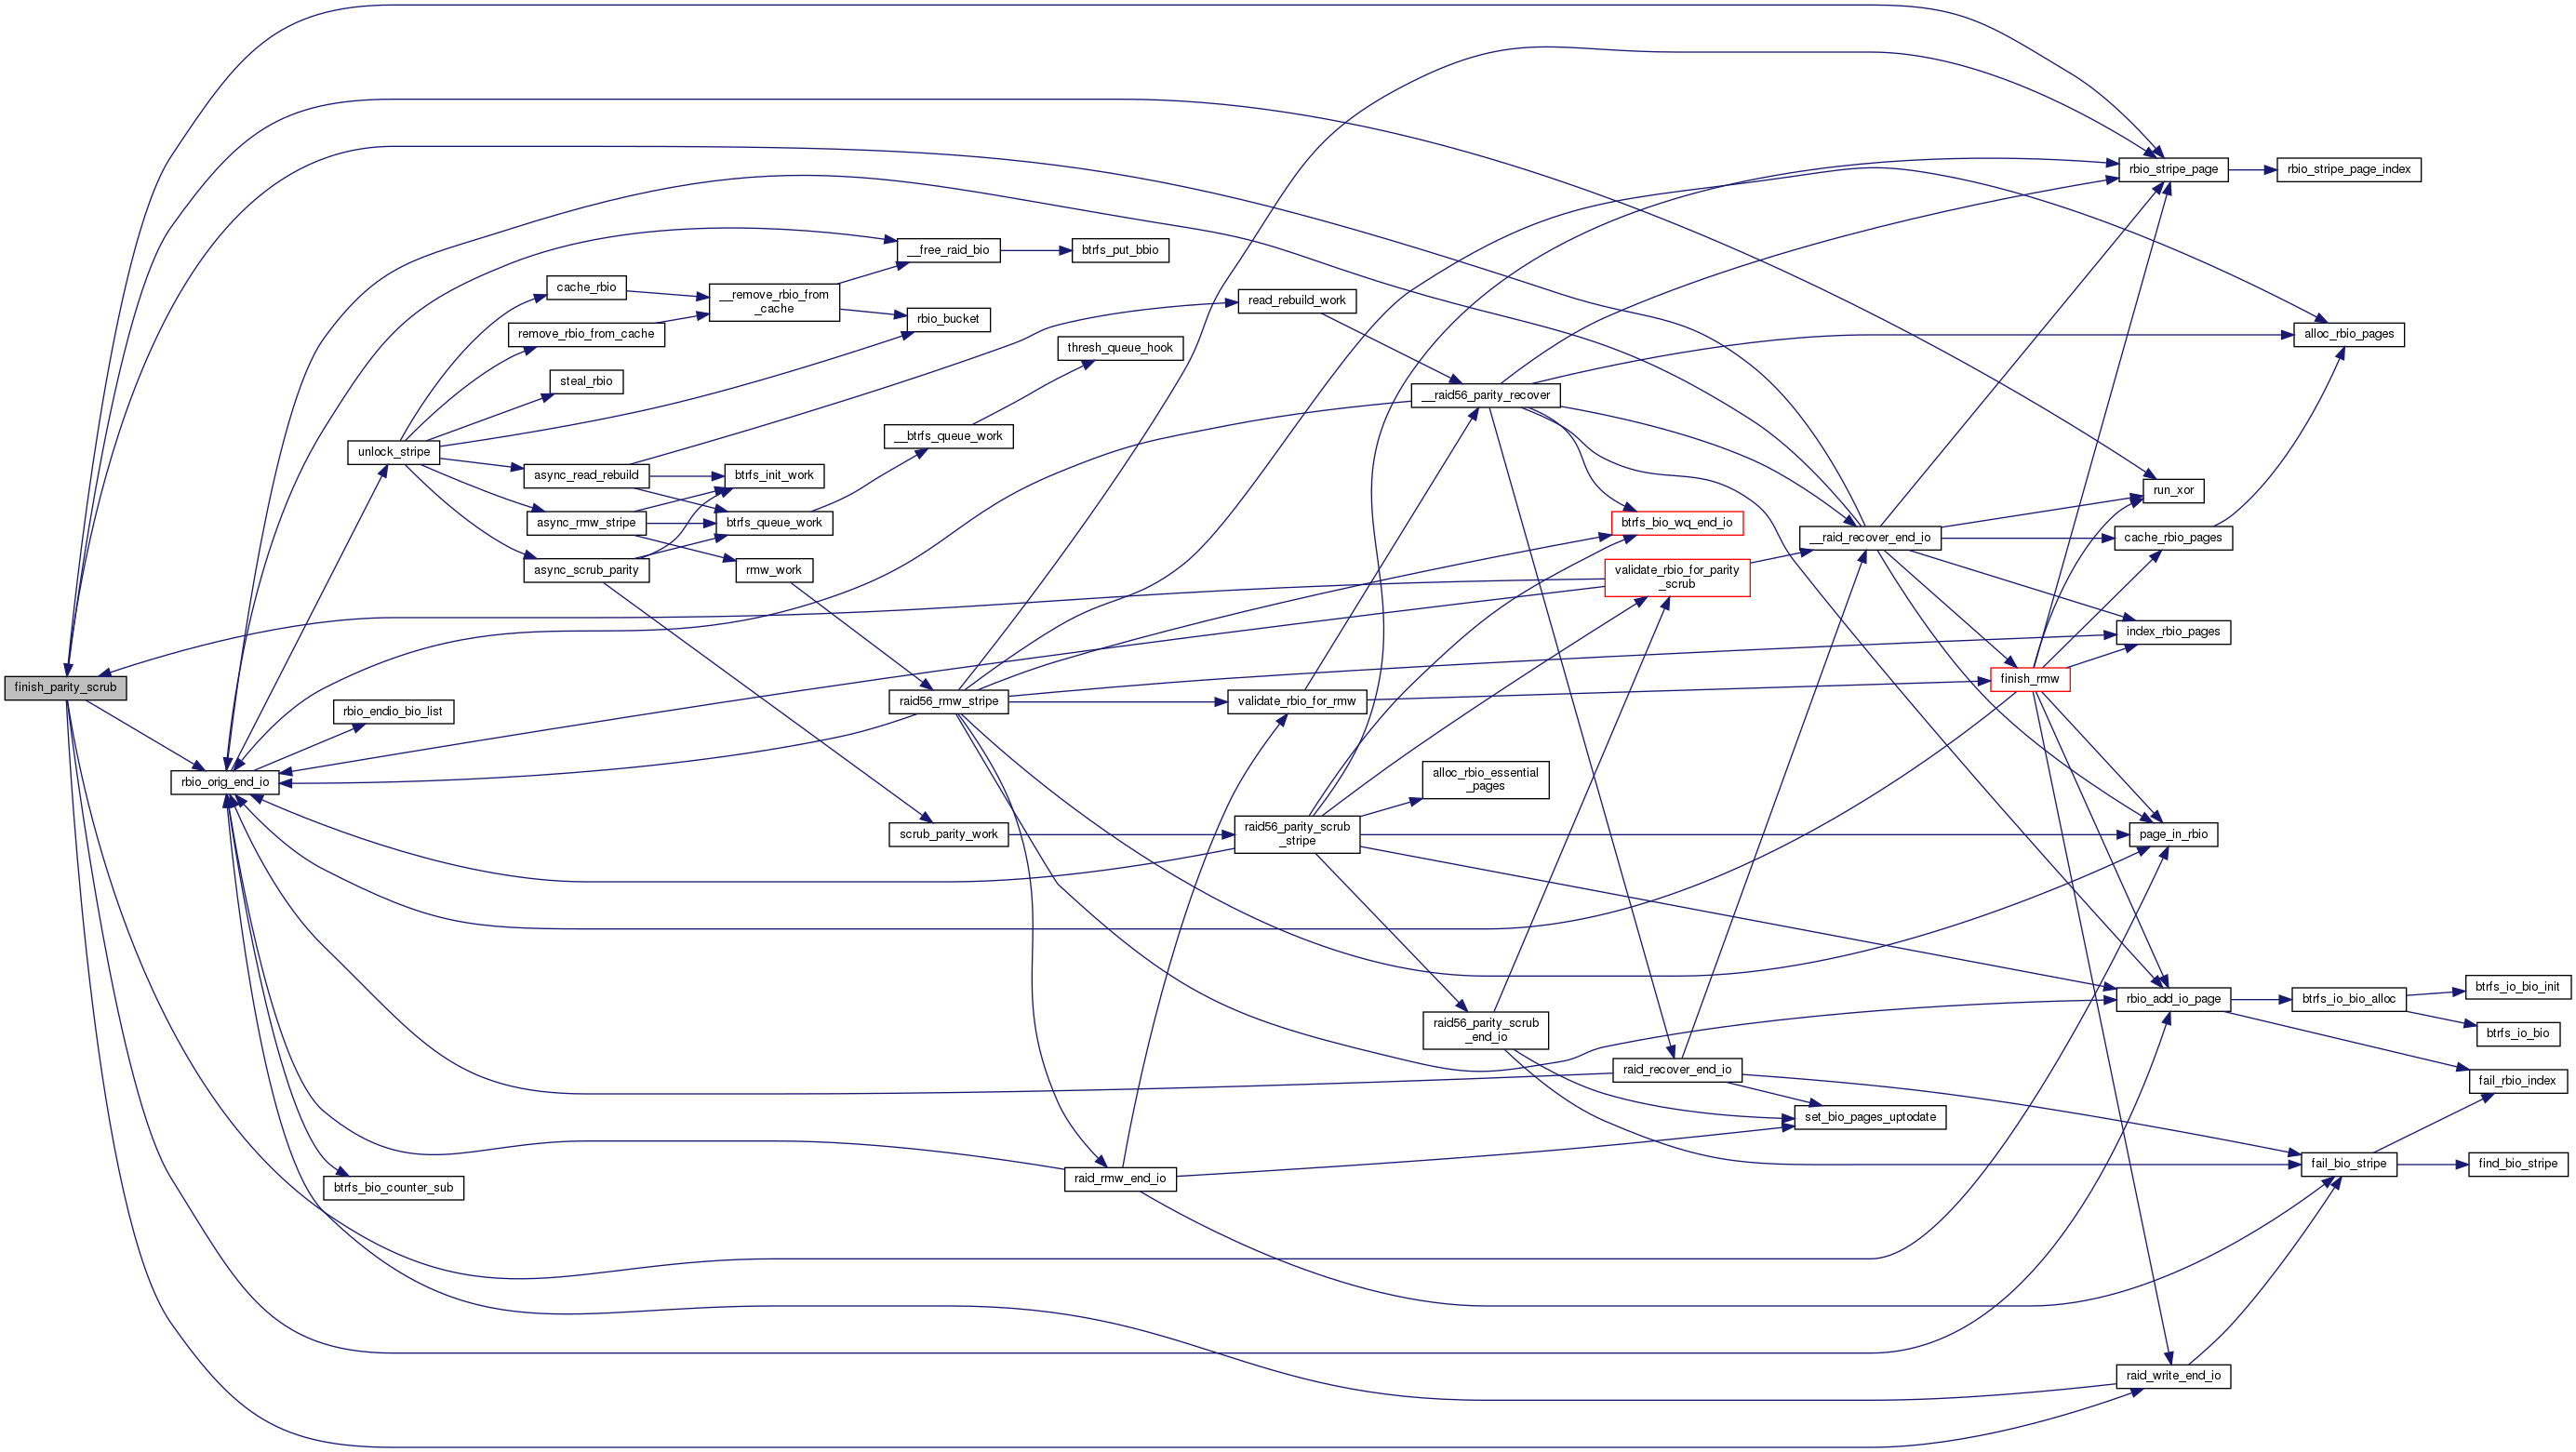 finish_parity_scrub
rbio_orig_end_io
unlock_stripe
rbio_endio_bio_list
btrfs_bio_counter_sub
cache_rbio
remove_rbio_from_cache
steal_rbio
async_read_rebuild
async_rmw_stripe
async_scrub_parity
__remove_rbio_from
_cache
btrfs_init_work
btrfs_queue_work
rmw_work
__free_raid_bio
rbio_bucket
__btrfs_queue_work
raid56_rmw_stripe
scrub_parity_work
btrfs_put_bbio
thresh_queue_hook
raid_rmw_end_io
read_rebuild_work
validate_rbio_for_rmw
raid56_parity_scrub
_stripe
__raid56_parity_recover
alloc_rbio_essential
_pages
raid56_parity_scrub
_end_io
btrfs_bio_wq_end_io
validate_rbio_for_parity
_scrub
raid_recover_end_io
__raid_recover_end_io
set_bio_pages_uptodate
finish_rmw
rbio_stripe_page
run_xor
cache_rbio_pages
index_rbio_pages
page_in_rbio
rbio_add_io_page
raid_write_end_io
rbio_stripe_page_index
alloc_rbio_pages
btrfs_io_bio_alloc
fail_bio_stripe
btrfs_io_bio_init
btrfs_io_bio
fail_rbio_index
find_bio_stripe